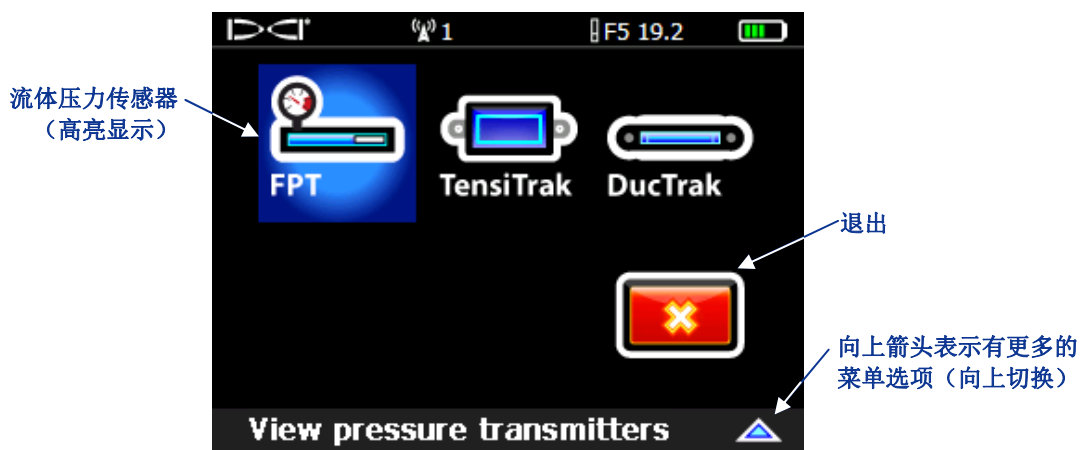 1
F5 19.2
流体压力传感器
（高亮显示）
FPT
TensiTrak
DucTrak
退出
向上箭头表示有更多的
菜单选项（向上切换）
View pressure transmitters